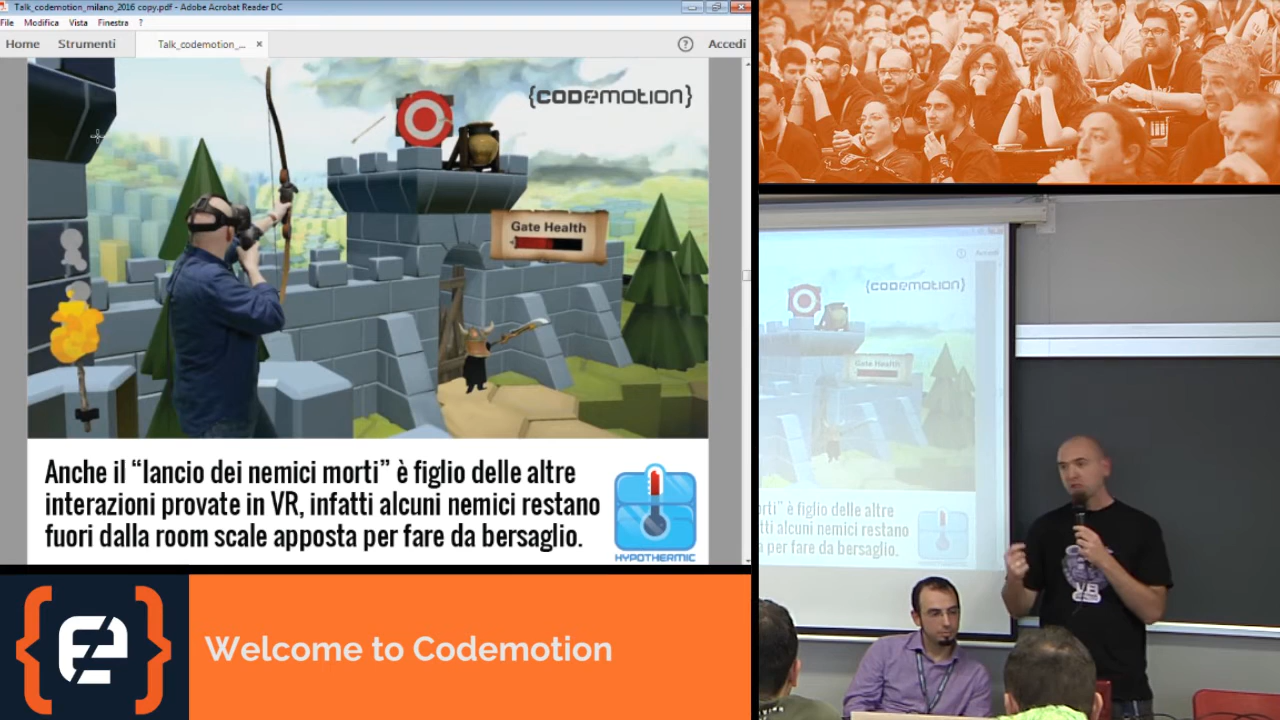 Talk_codemotion_milano_2016 copy.pdf - Adobe Acrobat Reader DC
File Modifica Vista Finestra ?
Home Strumenti Talk_codemotion_... × ? Accedi
{CODEMOTION}
Gate Health
Anche il “lancio dei nemici morti” è figlio delle altre
interazioni provate in VR, infatti alcuni nemici restano
fuori dalla room scale apposta per fare da bersaglio.
HYPOTHERMIC
Welcome to Codemotion
Accedi
{CODEMOTION}
Gate Health
orti” è figlio delle altre
tti alcuni nemici restano
a per fare da bersaglio.